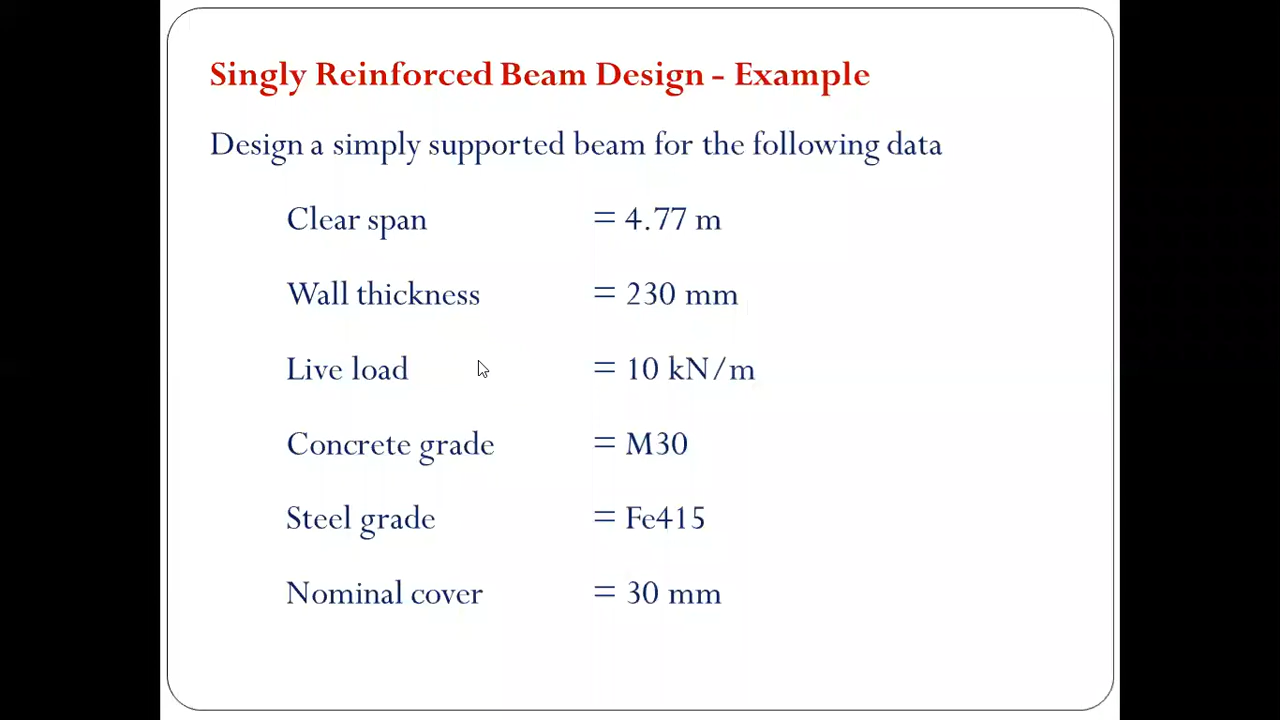 Singly Reinforced Beam Design - Example
Design a simply supported beam for the following data
Clear span = 4.77 m
Wall thickness = 230 mm
Live load = 10 kN/m
Concrete grade = M30
Steel grade = Fe415
Nominal cover = 30 mm